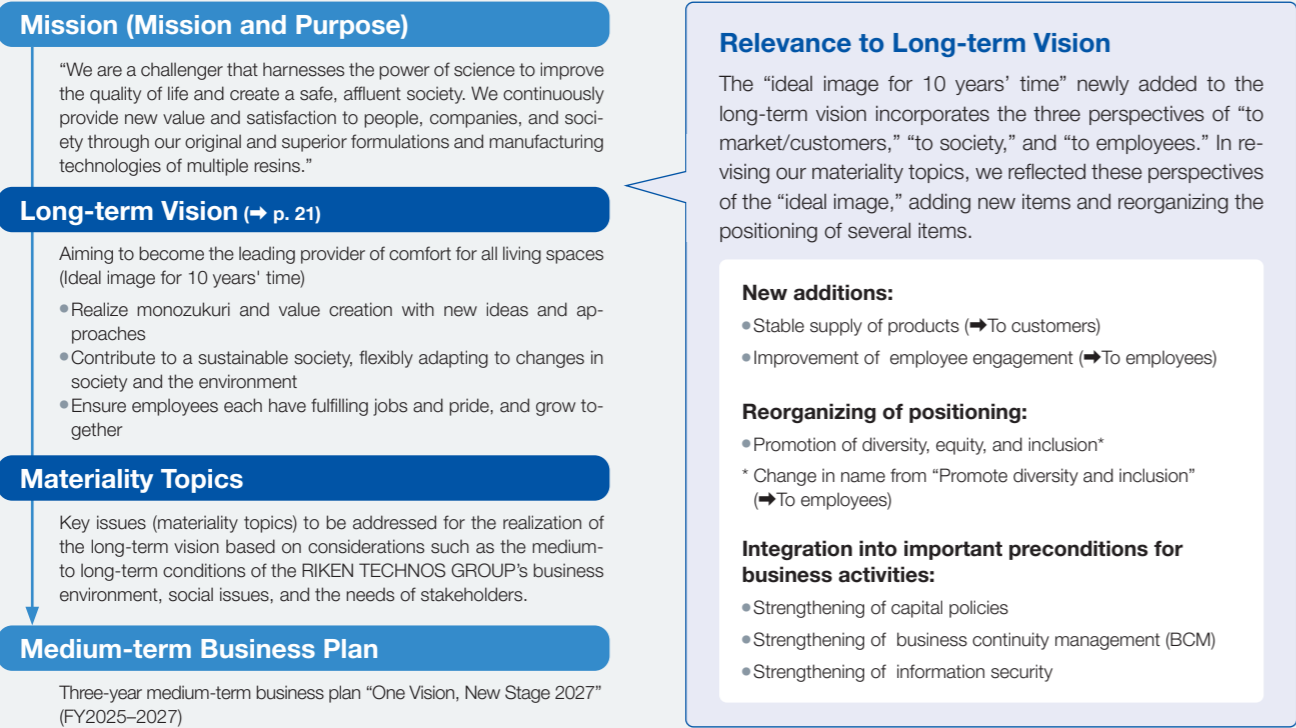 Mission (Mission and Purpose)
“We are a challenger that harnesses the power of science to improve
the quality of life and create a safe, affluent society. We continuously
provide new value and satisfaction to people, companies, and soci-
ety through our original and superior formulations and manufacturing
technologies of multiple resins.”
Long-term Vision (➡ p. 21)
Aiming to become the leading provider of comfort for all living spaces
(Ideal image for 10 years' time)
●Realize monozukuri and value creation with new ideas and ap-
proaches
●Contribute to a sustainable society, flexibly adapting to changes in
society and the environment
●Ensure employees each have fulfilling jobs and pride, and grow to-
gether
Materiality Topics
Key issues (materiality topics) to be addressed for the realization of
the long-term vision based on considerations such as the medium-
to long-term conditions of the RIKEN TECHNOS GROUP’s business
environment, social issues, and the needs of stakeholders.
Medium-term Business Plan
Three-year medium-term business plan “One Vision, New Stage 2027”
(FY2025–2027)
Relevance to Long-term Vision
The “ideal image for 10 years’ time” newly added to the
long-term vision incorporates the three perspectives of “to
market/customers,” “to society,” and “to employees.” In re-
vising our materiality topics, we reflected these perspectives
of the “ideal image,” adding new items and reorganizing the
positioning of several items.
New additions:
●Stable supply of products (➡To customers)
●Improvement of employee engagement (➡To employees)
Reorganizing of positioning:
●Promotion of diversity, equity, and inclusion*
* Change in name from “Promote diversity and inclusion”
(➡To employees)
Integration into important preconditions for
business activities:
●Strengthening of capital policies
●Strengthening of business continuity management (BCM)
●Strengthening of information security